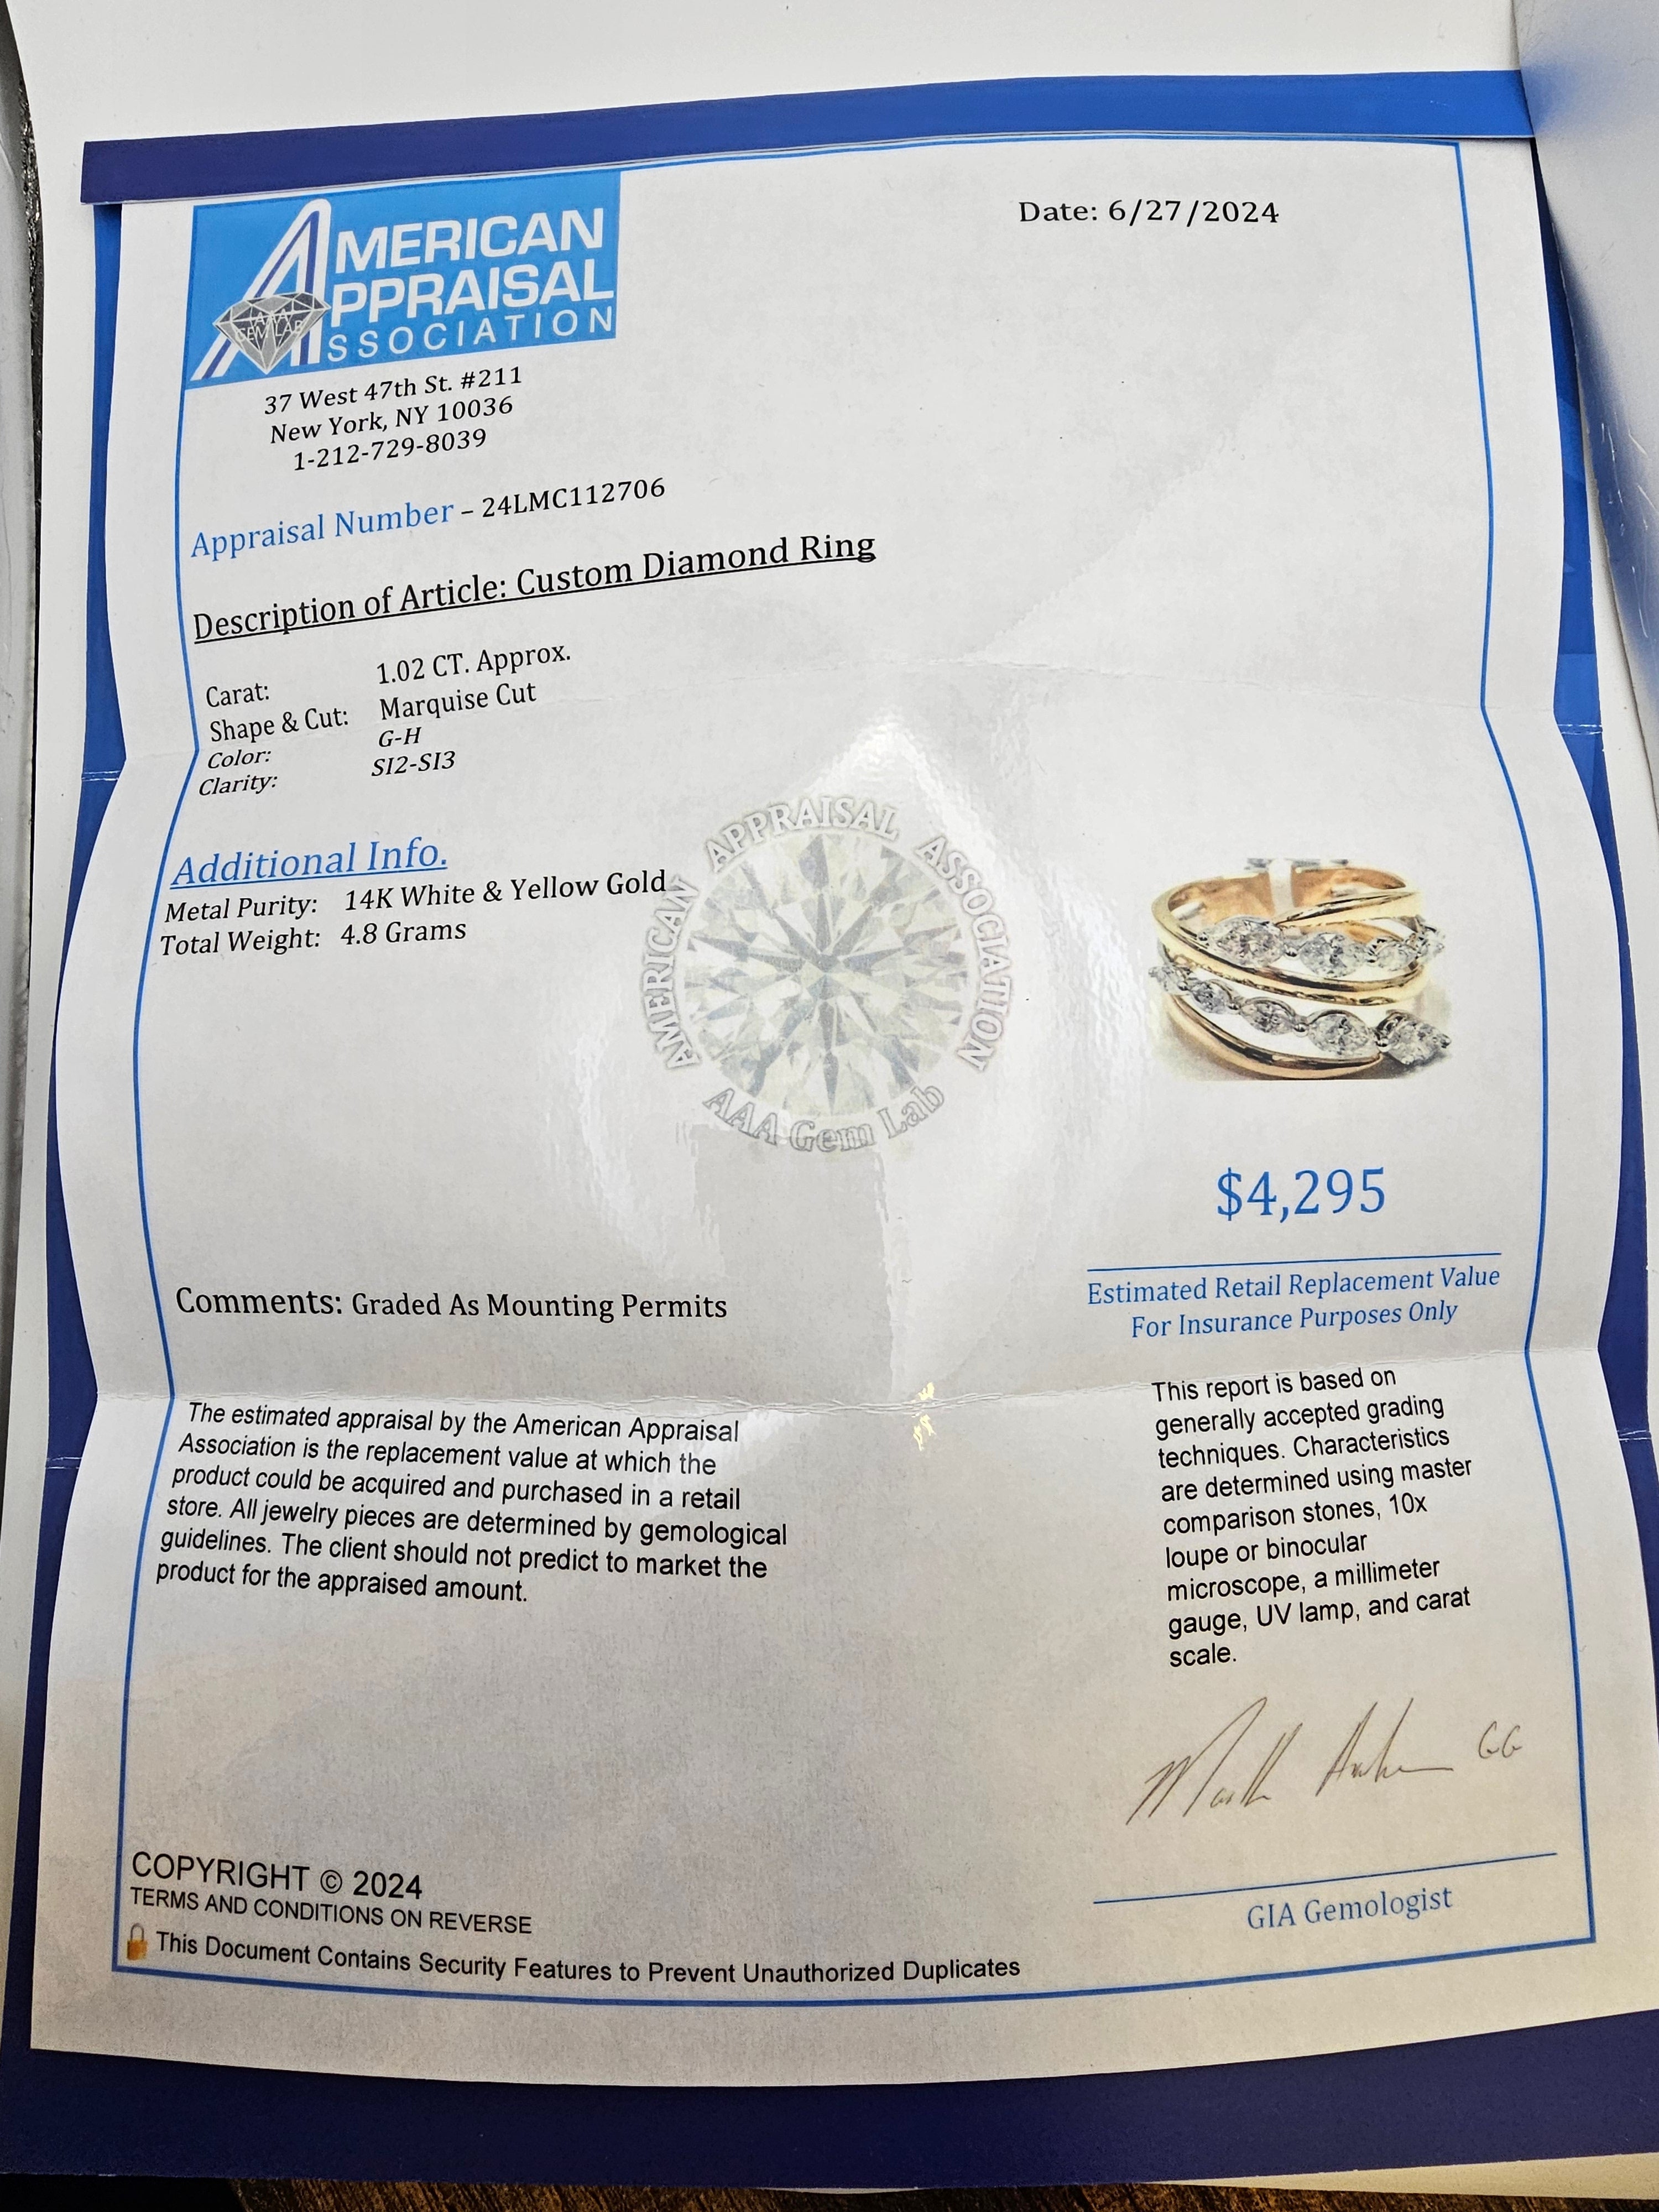 AMERICAN
APPRAISAL
ASSOCIATION
AAA
GEM LAB
37 West 47th St. #211
New York, NY 10036
1-212-729-8039
Date: 6/27/2024
Appraisal Number – 24LMC112706
Description of Article: Custom Diamond Ring
Carat: 1.02 CT. Approx.
Shape & Cut: Marquise Cut
Color: G-H
Clarity: SI2-SI3
Additional Info.
Metal Purity: 14K White & Yellow Gold
Total Weight: 4.8 Grams
AMERICAN APPRAISAL ASSOCIATION
AAA Gem Lab
$4,295
Estimated Retail Replacement Value
For Insurance Purposes Only
Comments: Graded As Mounting Permits
The estimated appraisal by the American Appraisal
Association is the replacement value at which the
product could be acquired and purchased in a retail
store. All jewelry pieces are determined by gemological
guidelines. The client should not predict to market the
product for the appraised amount.
This report is based on
generally accepted grading
techniques. Characteristics
are determined using master
comparison stones, 10x
loupe or binocular
microscope, a millimeter
gauge, UV lamp, and carat
scale.
GG
GIA Gemologist
COPYRIGHT © 2024
TERMS AND CONDITIONS ON REVERSE
This Document Contains Security Features to Prevent Unauthorized Duplicates